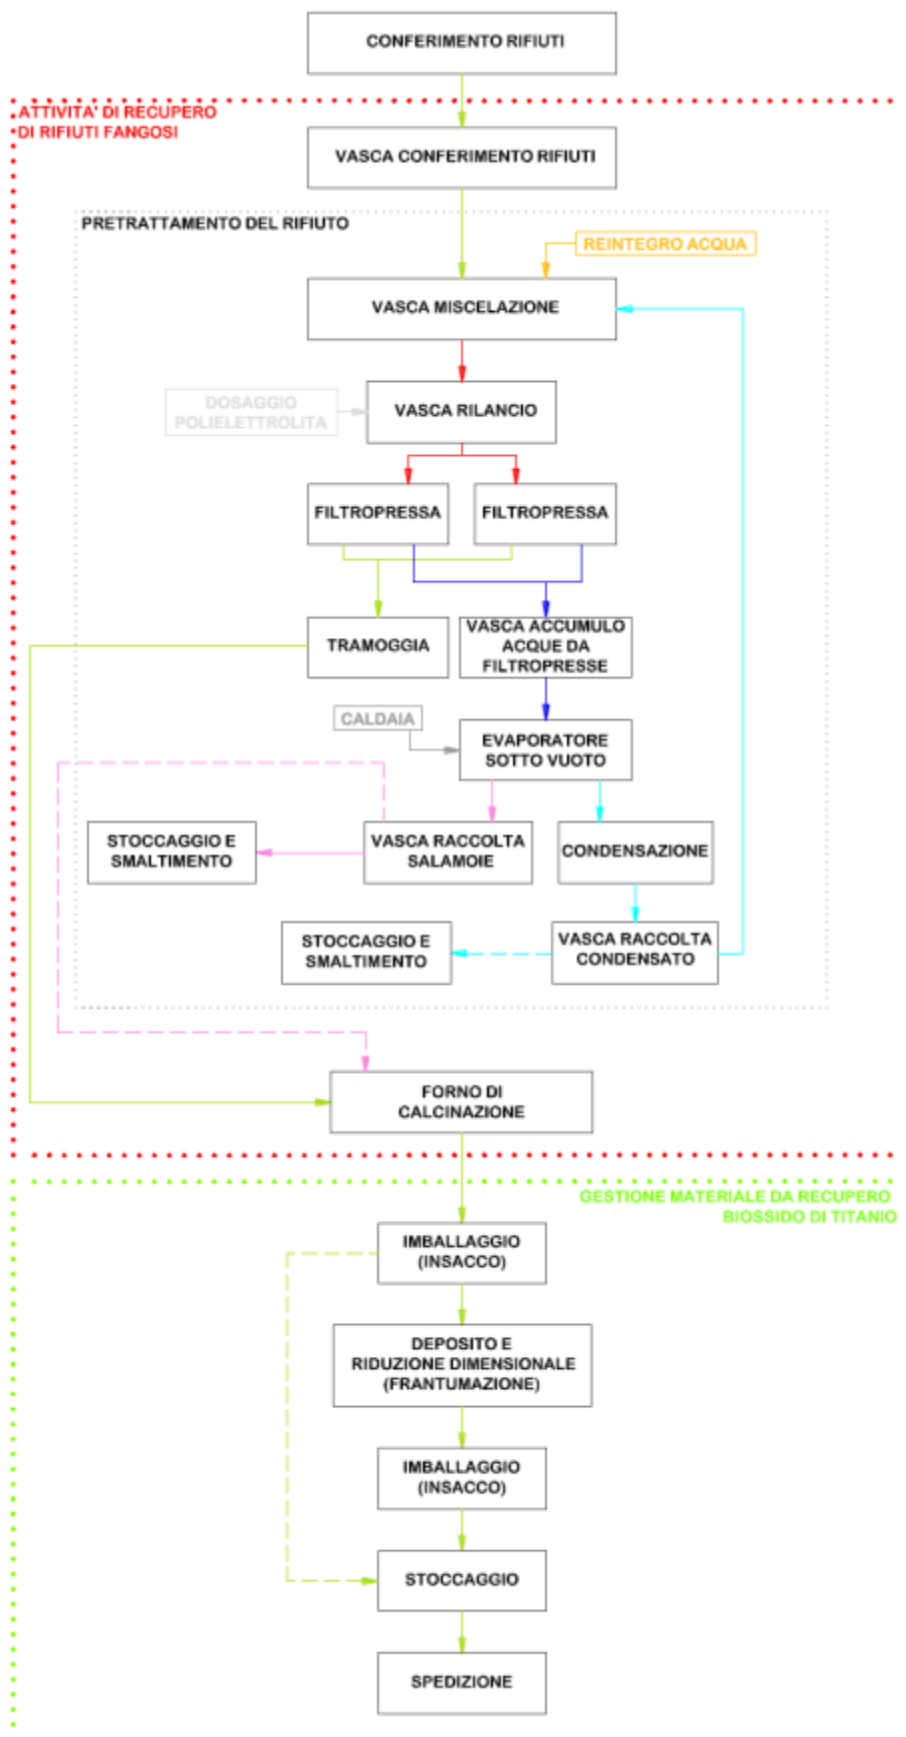 CONFERIMENTO RIFIUTI
ATTIVITA' DI RECUPERO
DI RIFIUTI FANGOSI
VASCA CONFERIMENTO RIFIUTI
PRETRATTAMENTO DEL RIFIUTO
REINTEGRO ACQUA
VASCA MISCELAZIONE
DOSAGGIO
POLIELETTROLITA
VASCA RILANCIO
FILTROPRESSA
FILTROPRESSA
TRAMOGGIA
VASCA ACCUMULO
ACQUE DA
FILTROPRESSE
CALDAIA
EVAPORATORE
SOTTO VUOTO
STOCCAGGIO E
SMALTIMENTO
VASCA RACCOLTA
SALAMOIE
CONDENSAZIONE
STOCCAGGIO E
SMALTIMENTO
VASCA RACCOLTA
CONDENSATO
FORNO DI
CALCINAZIONE
GESTIONE MATERIALE DA RECUPERO
BIOSSIDO DI TITANIO
IMBALLAGGIO
(INSACCO)
DEPOSITO E
RIDUZIONE DIMENSIONALE
(FRANTUMAZIONE)
IMBALLAGGIO
(INSACCO)
STOCCAGGIO
SPEDIZIONE